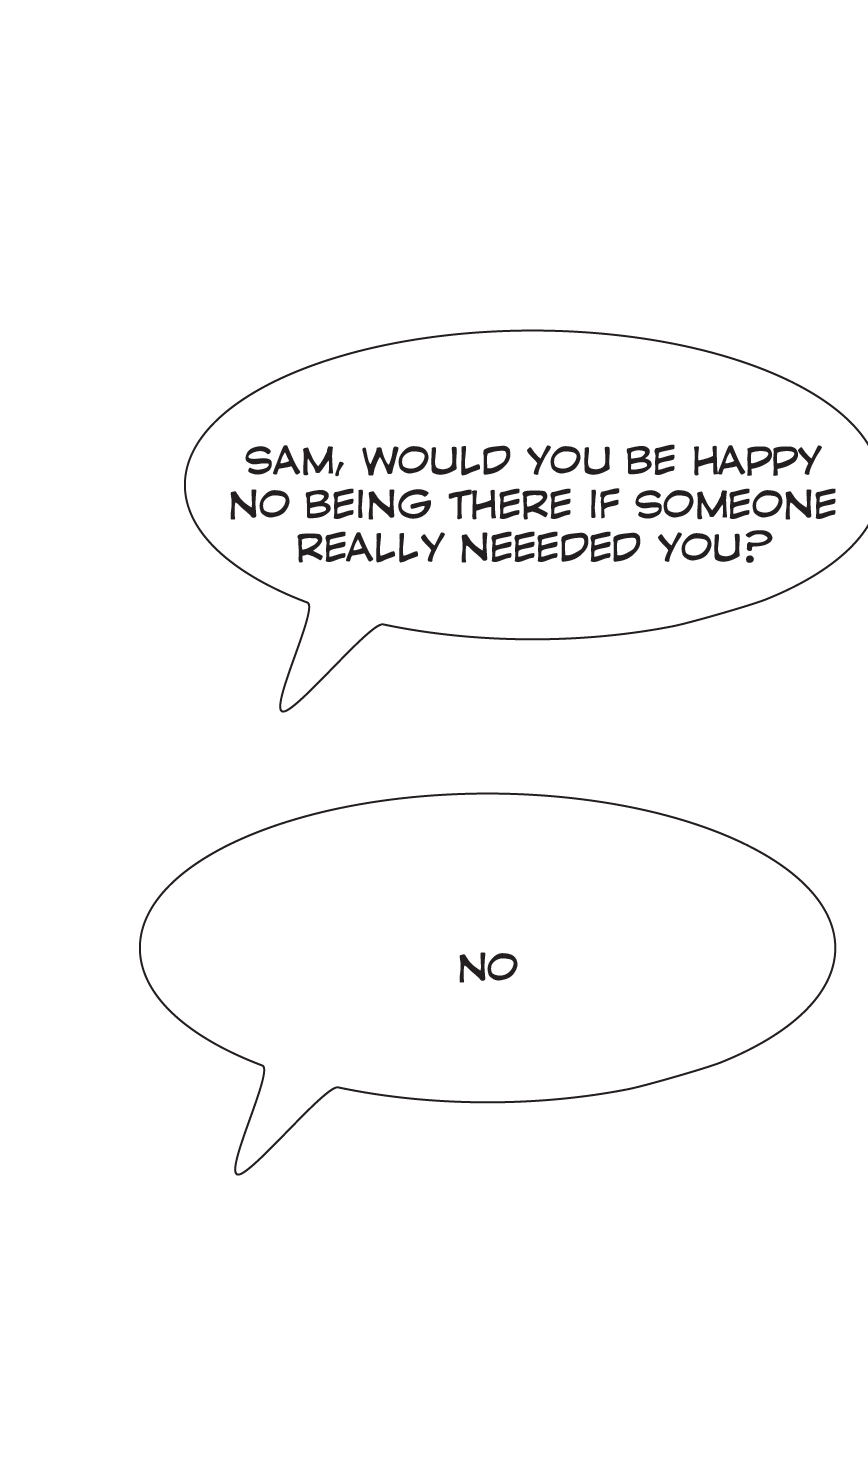 SAM, WOULD YOU BE HAPPY
NO BEING THERE IF SOMEONE
REALLY NEEEDED YOU?
NO